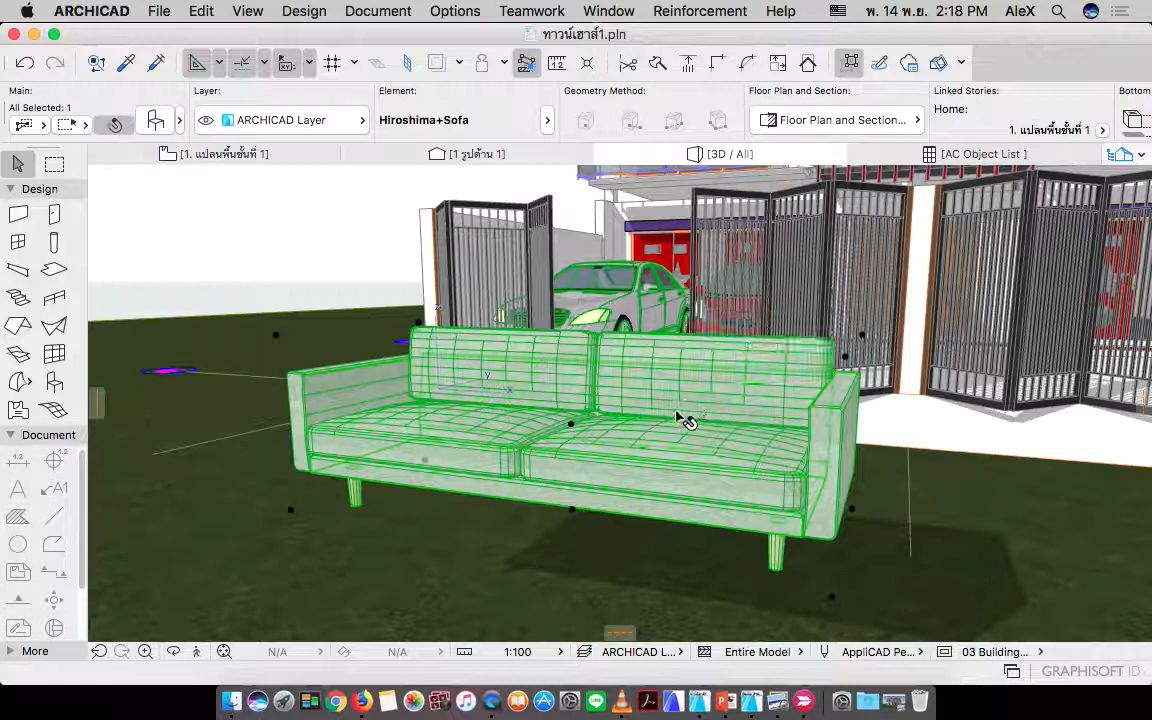 ARCHICAD File Edit View Design Document Options Teamwork Window Reinforcement Help พ. 14 พ.ย. 2:18 PM AleX
ทาวน์เฮาส์1.pln
Main:
All Selected: 1
Layer:
ARCHICAD Layer
Element:
Hiroshima+Sofa
Geometry Method:
Floor Plan and Section:
Floor Plan and Section...
Linked Stories:
Home:
1. แปลนพื้นชั้นที่ 1
Bottom
[1. แปลนพื้นชั้นที่ 1]
[1 รูปด้าน 1]
[3D / All]
[AC Object List ]
Design
Document
1.2
1.2
A
A1
More
y
x
N/A
N/A
1:100
ARCHICAD L...
Entire Model
AppliCAD Pe...
03 Building...
GRAPHISOFT ID